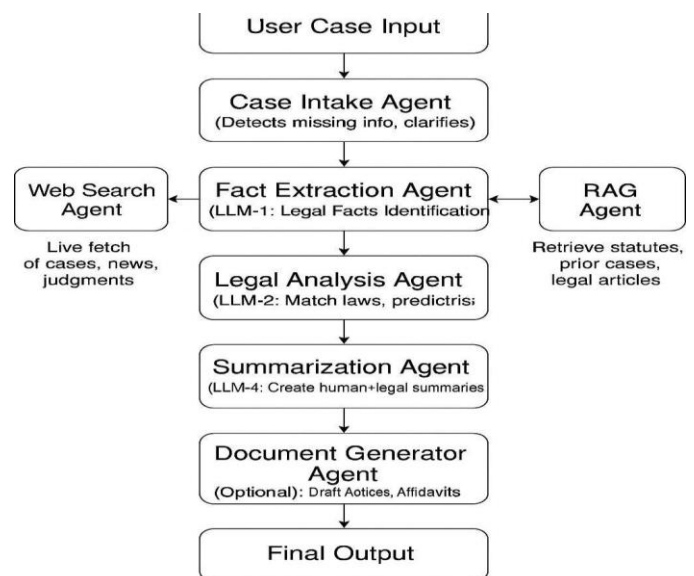 User Case Input
Case Intake Agent
(Detects missing info, clarifies)
Web Search
Agent
Live fetch
of cases, news,
judgments
Fact Extraction Agent
(LLM-1: Legal Facts Identification
RAG
Agent
Retrieve statutes,
prior cases,
legal articles
Legal Analysis Agent
(LLM-2: Match laws, predictrisi
Summarization Agent
(LLM-4: Create human+legal summaries
Document Generator
Agent
(Optional): Draft Aotices, Affidavits
Final Output